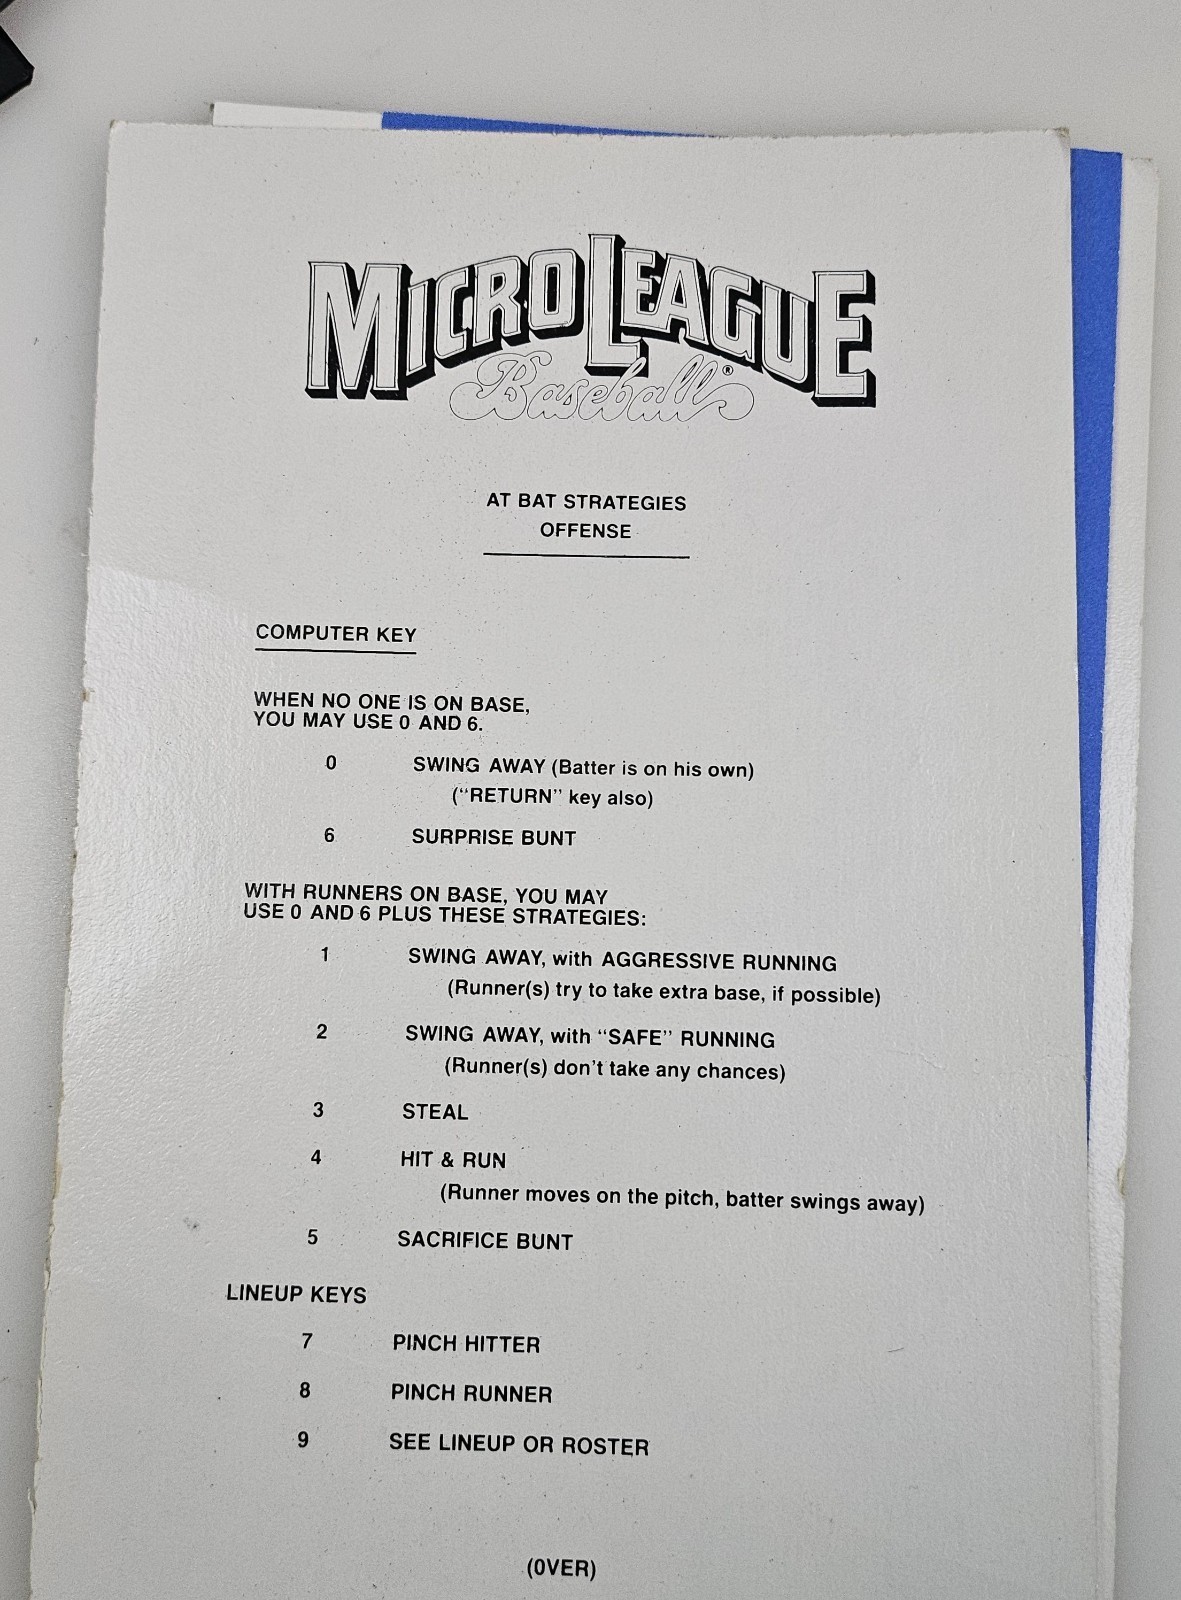 MICROLEAGUE
Baseball®
AT BAT STRATEGIES
OFFENSE
COMPUTER KEY
WHEN NO ONE IS ON BASE,
YOU MAY USE 0 AND 6.
0 SWING AWAY (Batter is on his own)
(“RETURN” key also)
6 SURPRISE BUNT
WITH RUNNERS ON BASE, YOU MAY
USE 0 AND 6 PLUS THESE STRATEGIES:
1 SWING AWAY, with AGGRESSIVE RUNNING
(Runner(s) try to take extra base, if possible)
2 SWING AWAY, with “SAFE” RUNNING
(Runner(s) don't take any chances)
3 STEAL
4 HIT & RUN
(Runner moves on the pitch, batter swings away)
5 SACRIFICE BUNT
LINEUP KEYS
7 PINCH HITTER
8 PINCH RUNNER
9 SEE LINEUP OR ROSTER
(OVER)